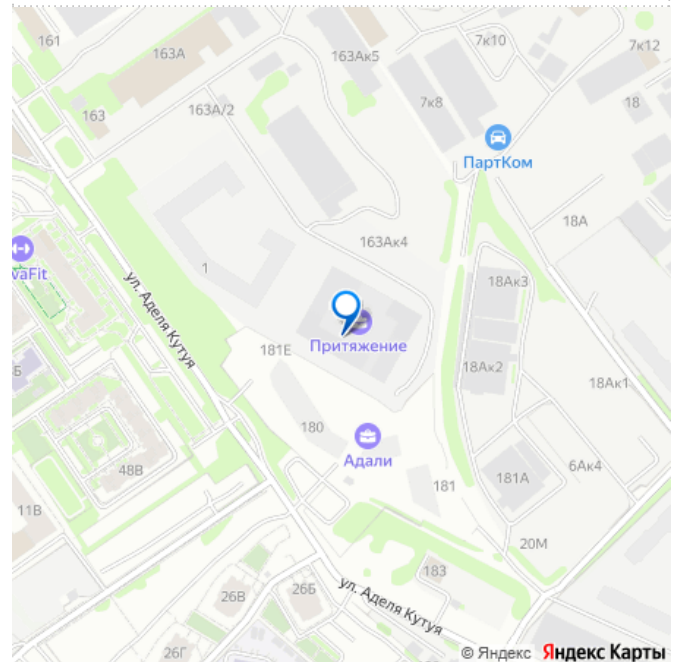 161
163А
163Ак5
7к10
7к12
163
163А/2
7к8
18
ПартКом
18А
163Ак4
1
vaFit
ул. Аделя Кутуя
18Ак3
181Е
Притяжение
Б
18Ак2
18Ак1
180
Адали
48В
181
181А
6Ак4
11В
20М
183
26В
26Б
ул. Аделя Кутуя
26Г
© Яндекс Яндекс Карты